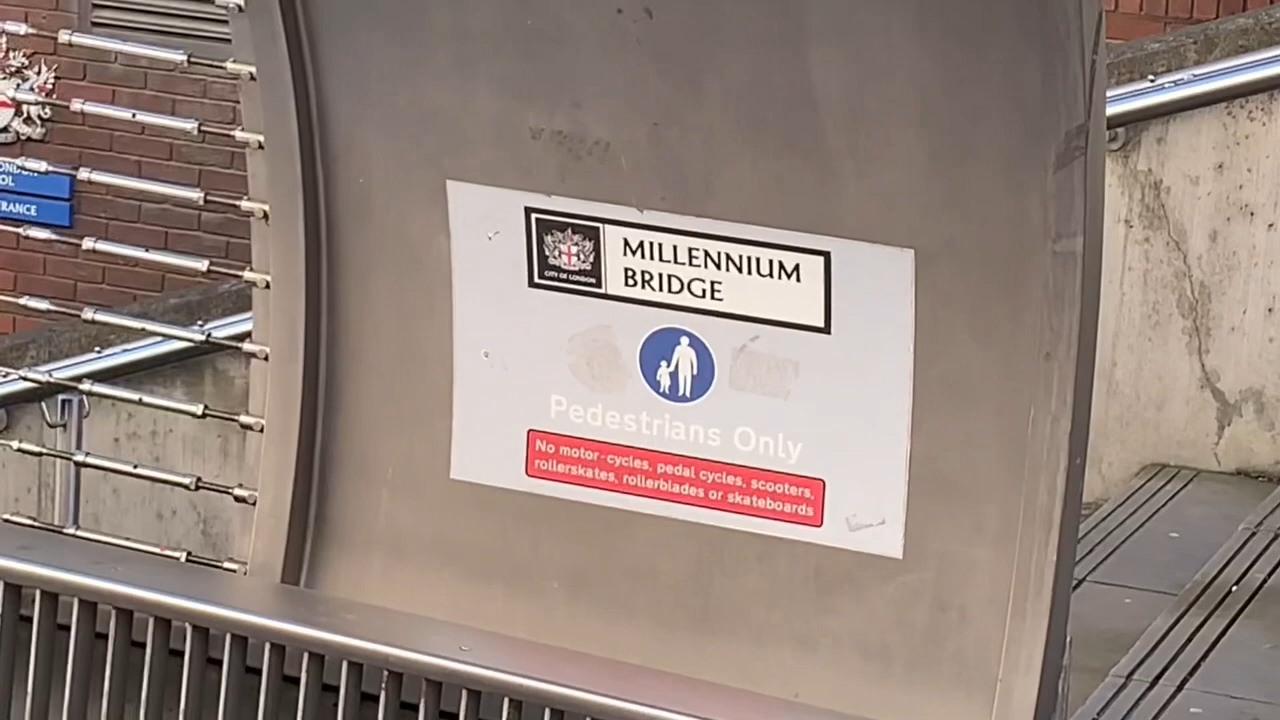 CITY OF LONDON
MILLENNIUM
BRIDGE
Pedestrians Only
No motor-cycles, pedal cycles, scooters,
rollerskates, rollerblades or skateboards